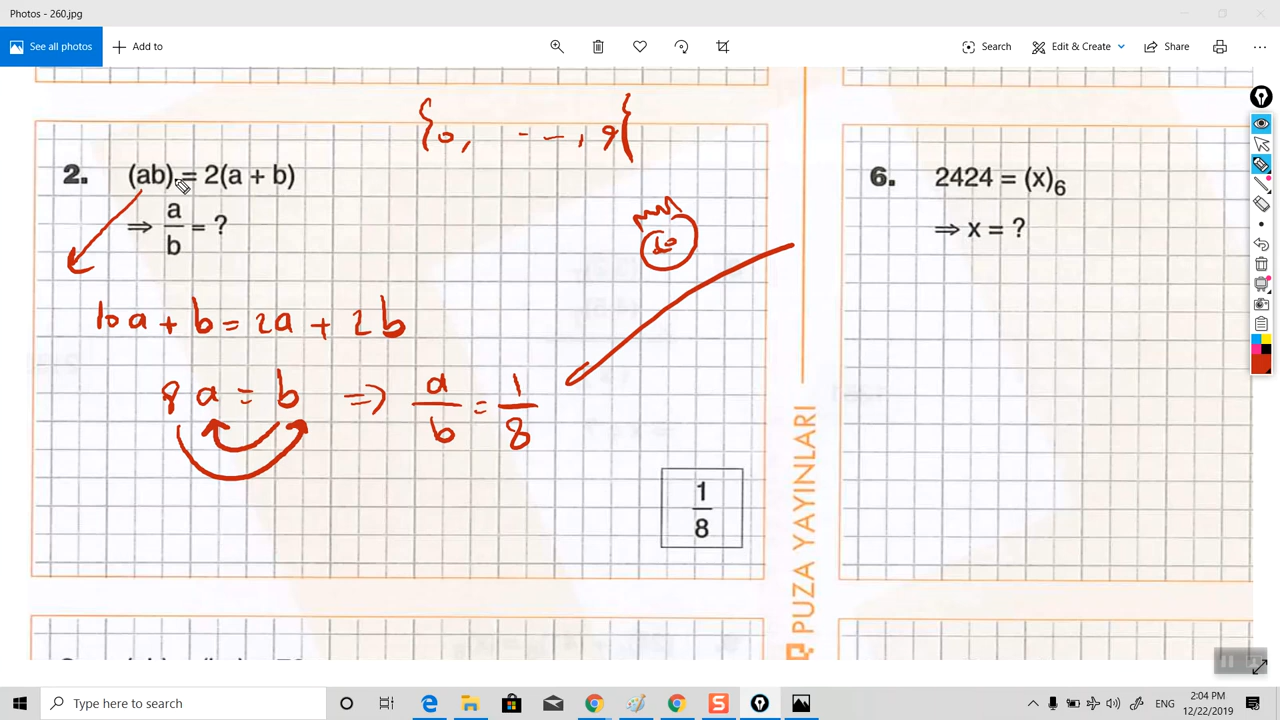 Photos - 260.jpg
See all photos
Add to
Search
Edit & Create
Share
{0, - - -, 9{
2. (ab) = 2(a + b)
⇒ a/b = ?
10
10a + b = 2a + 2b
8a = b ⇒ a/b = 1/8
1/8
PUZA YAYINLARI
6. 2424 = (x)₆
⇒ x = ?
Type here to search
2:04 PM
12/22/2019